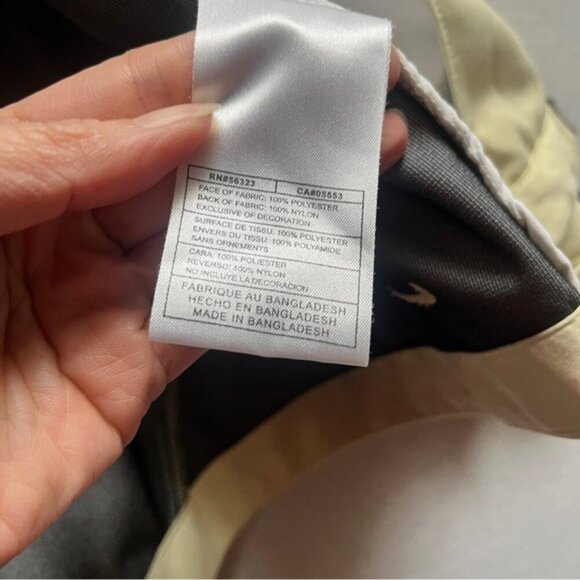 RN#56323 CA#05553
FACE OF FABRIC: 100% POLYESTER
BACK OF FABRIC: 100% NYLON
EXCLUSIVE OF DECORATION
SURFACE DE TISSU: 100% POLYESTER
ENVERS DU TISSU: 100% POLYAMIDE
SANS ORNEMENTS
CARA: 100% POLIESTER
REVERSO: 100% NYLON
NO INCLUYE LA DECORACION
FABRIQUE AU BANGLADESH
HECHO EN BANGLADESH
MADE IN BANGLADESH